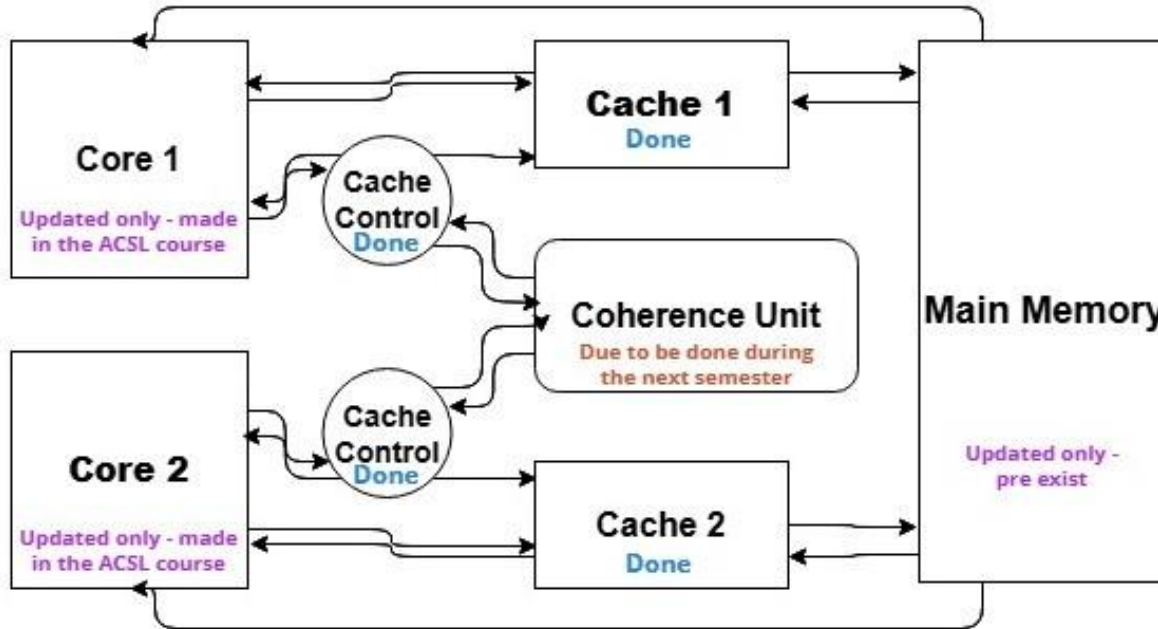 Core 1
Updated only - made
in the ACSL course
Cache 1
Done
Cache
Control
Done
Coherence Unit
Due to be done during
the next semester
Main Memory
Updated only -
pre exist
Core 2
Updated only - made
in the ACSL course
Cache
Control
Done
Cache 2
Done